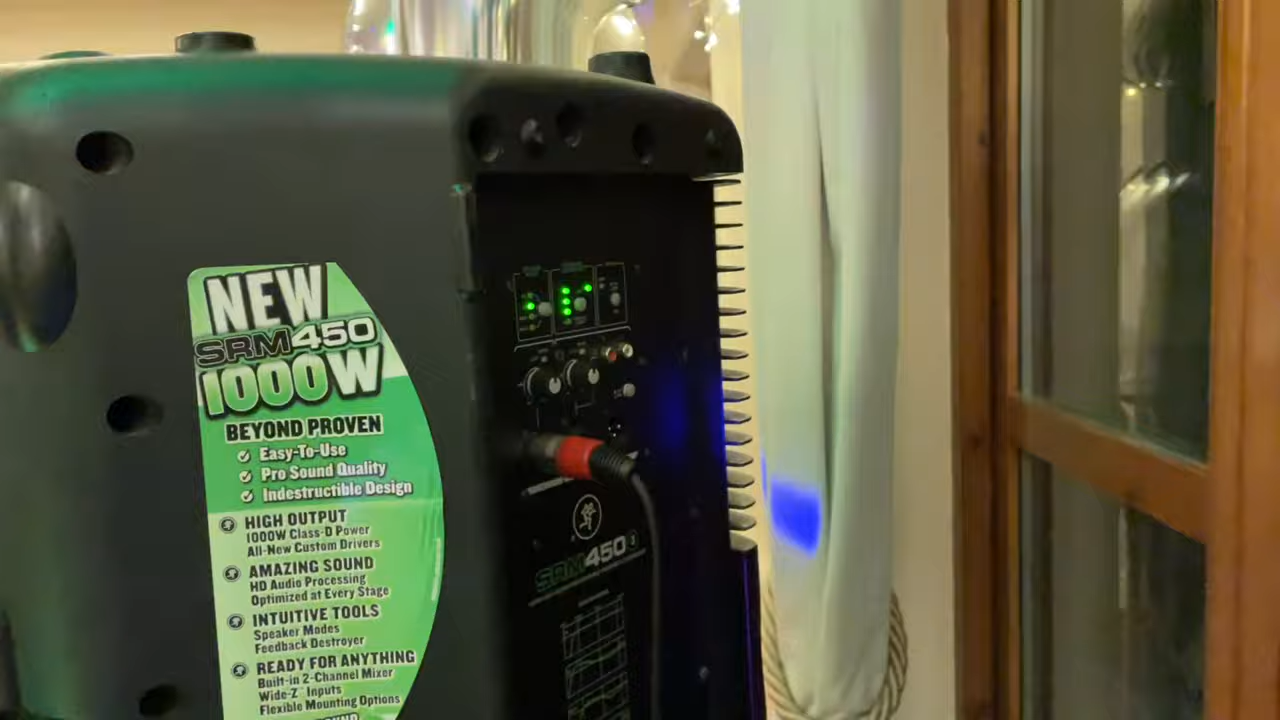 NEW
SRM450
1000W
BEYOND PROVEN
Easy-To-Use
Pro Sound Quality
Indestructible Design
HIGH OUTPUT
1000W Class-D Power
All-New Custom Drivers
AMAZING SOUND
HD Audio Processing
Optimized at Every Stage
INTUITIVE TOOLS
Speaker Modes
Feedback Destroyer
READY FOR ANYTHING
Built-in 2-Channel Mixer
Wide-Z™ Inputs
Flexible Mounting Options
SRM450